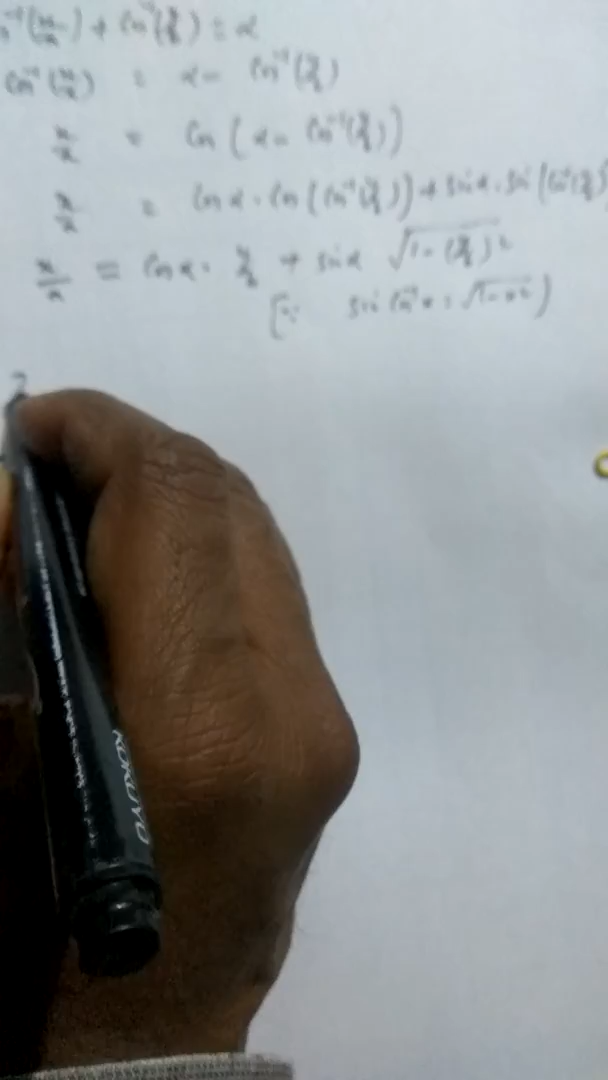 cos⁻¹(x/a) + cos⁻¹(y/b) = α
cos⁻¹(x/a) = α - cos⁻¹(y/b)
x/a = cos(α - cos⁻¹(y/b))
x/a = cosα . cos(cos⁻¹(y/b)) + sinα . sin(cos⁻¹(y/b))
x/a = cosα . y/b + sinα √(1-(y/b)²)
[∵ sin cos⁻¹x = √(1-x²)]
KOKUYO